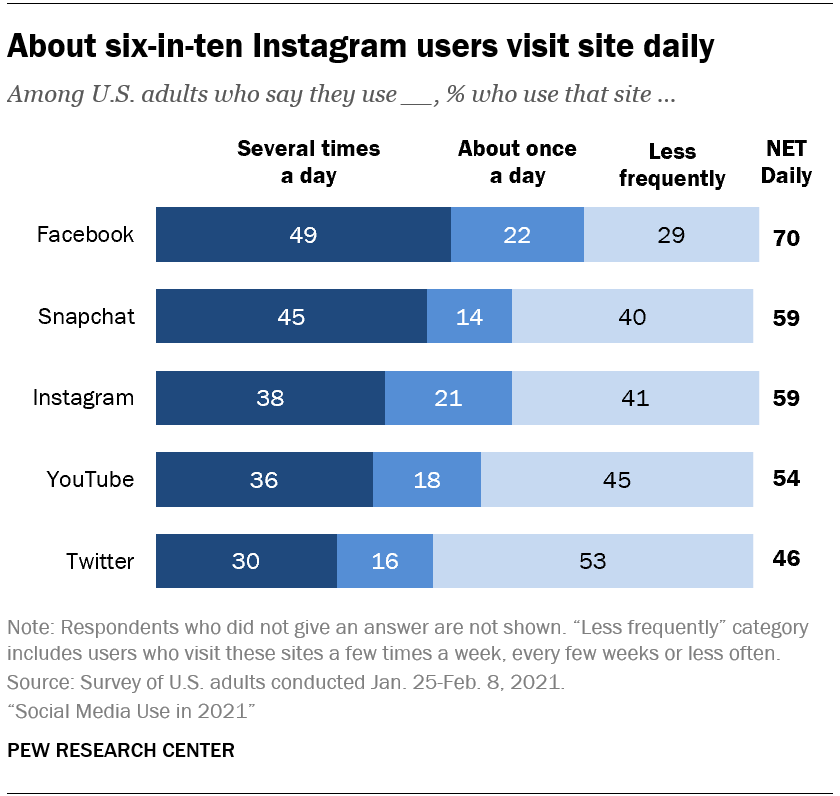 About six-in-ten Instagram users visit site daily
Among U.S. adults who say they use __, % who use that site ...
Several times a day
About once a day
Less frequently
NET Daily
Facebook 49 22 29 70
Snapchat 45 14 40 59
Instagram 38 21 41 59
YouTube 36 18 45 54
Twitter 30 16 53 46
Note: Respondents who did not give an answer are not shown. “Less frequently” category
includes users who visit these sites a few times a week, every few weeks or less often.
Source: Survey of U.S. adults conducted Jan. 25-Feb. 8, 2021.
“Social Media Use in 2021”
PEW RESEARCH CENTER